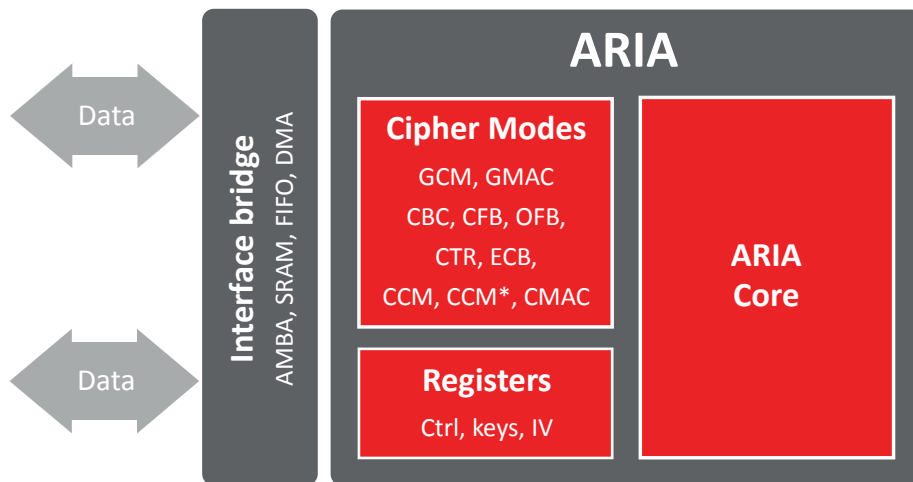 Data
Data
Interface bridge
AMBA, SRAM, FIFO, DMA
ARIA
Cipher Modes
GCM, GMAC
CBC, CFB, OFB,
CTR, ECB,
CCM, CCM*, CMAC
Registers
Ctrl, keys, IV
ARIA
Core